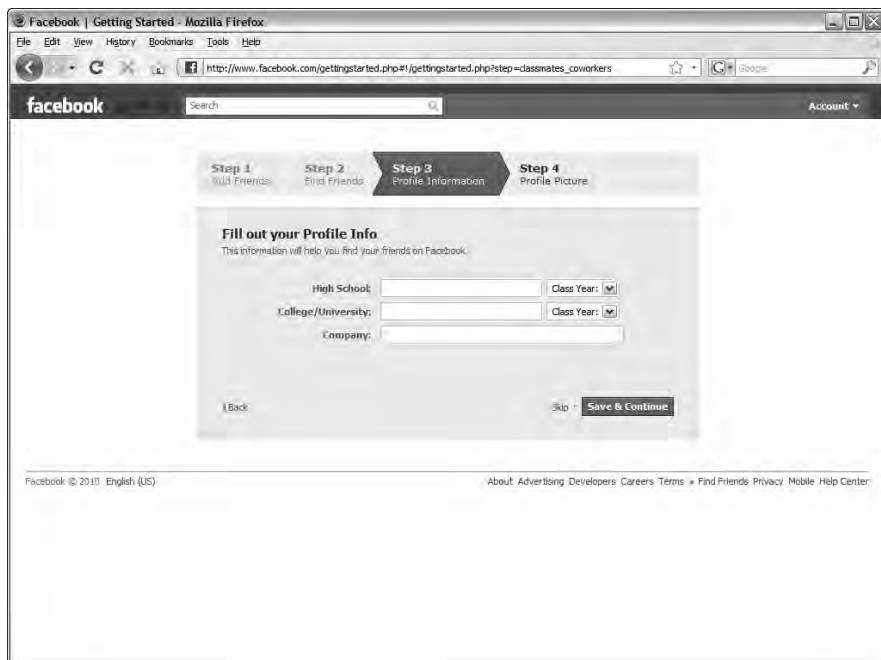 Facebook | Getting Started - Mozilla Firefox
File Edit View History Bookmarks Tools Help
http://www.facebook.com/gettingstarted.php#!/gettingstarted.php?step=classmates_coworkers
Google
facebook
Search
Account
Step 1 Step 2 Step 3 Step 4
Find Friends Profile Information Profile Picture
Fill out your Profile Info
This information will help you find your friends on Facebook.
High School: Class Year:
College/University: Class Year:
Company:
Back Skip · Save & Continue
Facebook © 2010 English (US) About Advertising Developers Careers Terms • Find Friends Privacy Mobile Help Center